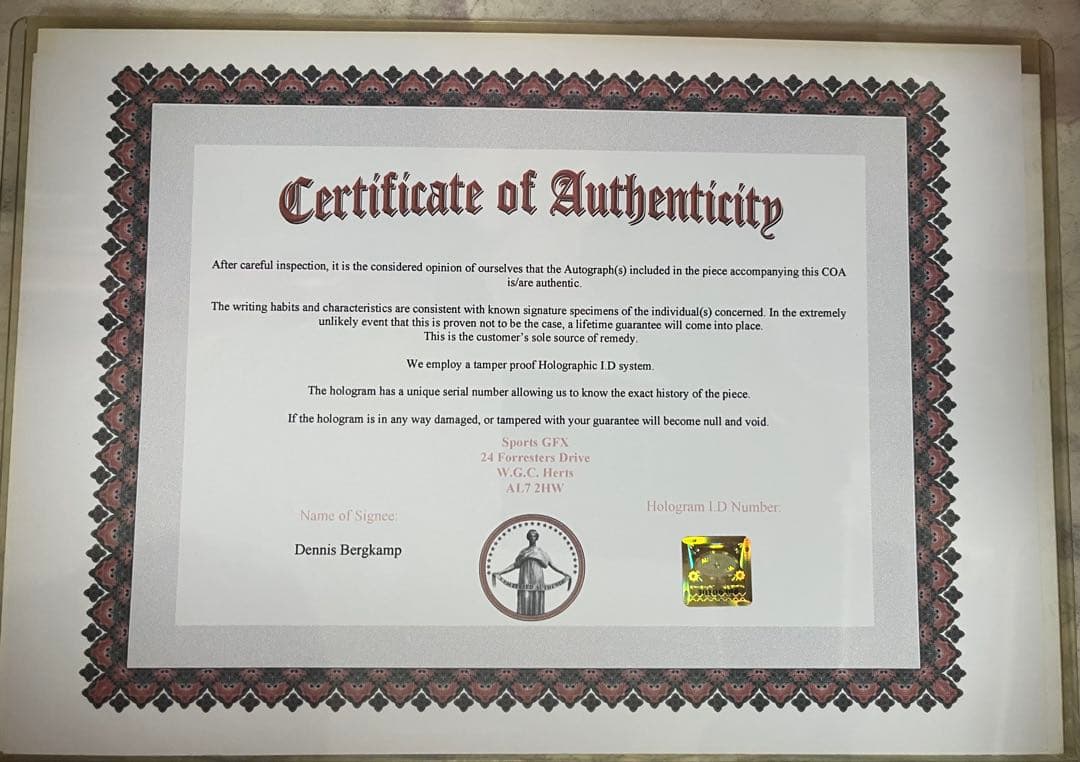 Certificate of Authenticity
After careful inspection, it is the considered opinion of ourselves that the Autograph(s) included in the piece accompanying this COA
is/are authentic.
The writing habits and characteristics are consistent with known signature specimens of the individual(s) concerned. In the extremely
unlikely event that this is proven not to be the case, a lifetime guarantee will come into place.
This is the customer's sole source of remedy.
We employ a tamper proof Holographic I.D system.
The hologram has a unique serial number allowing us to know the exact history of the piece.
If the hologram is in any way damaged, or tampered with your guarantee will become null and void.
Sports GFX
24 Forresters Drive
W.G.C. Herts
AL7 2HW
Name of Signee:
Hologram I.D Number:
Dennis Bergkamp